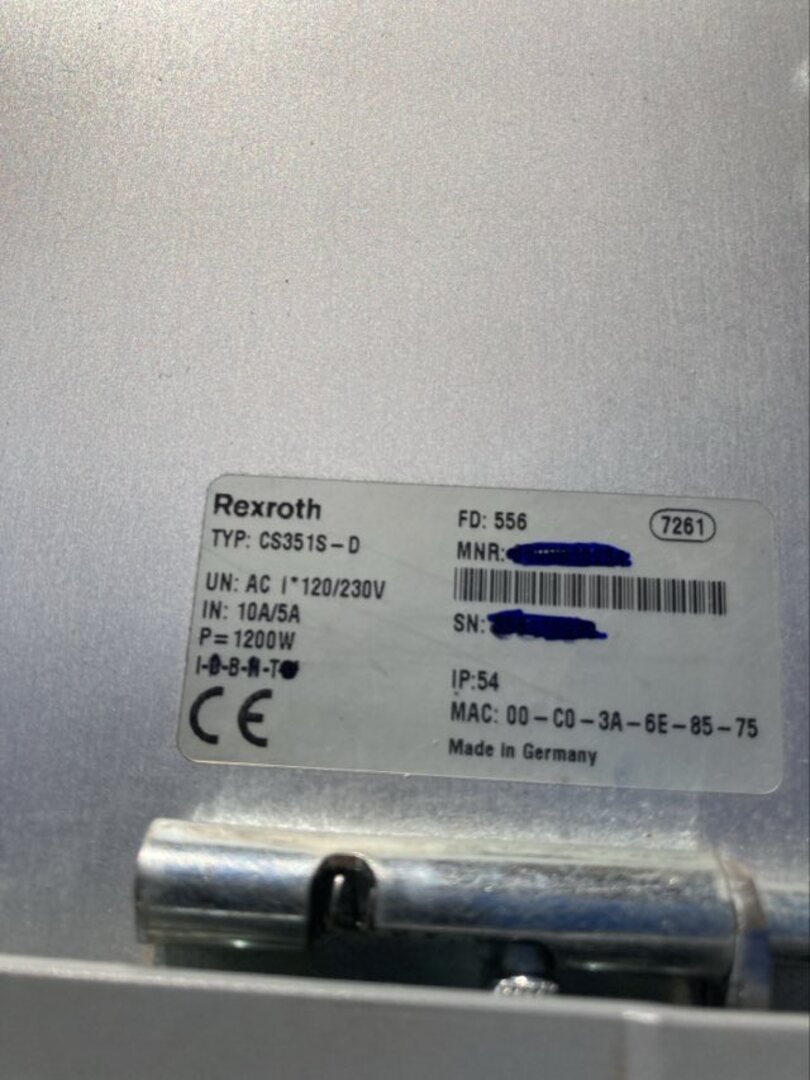 Rexroth
TYP: CS351S-D
UN: AC 1*120/230V
IN: 10A/5A
P=1200W
CE
FD: 556
7261
MNR:
SN:
IP:54
MAC: 00-C0-3A-6E-85-75
Made in Germany